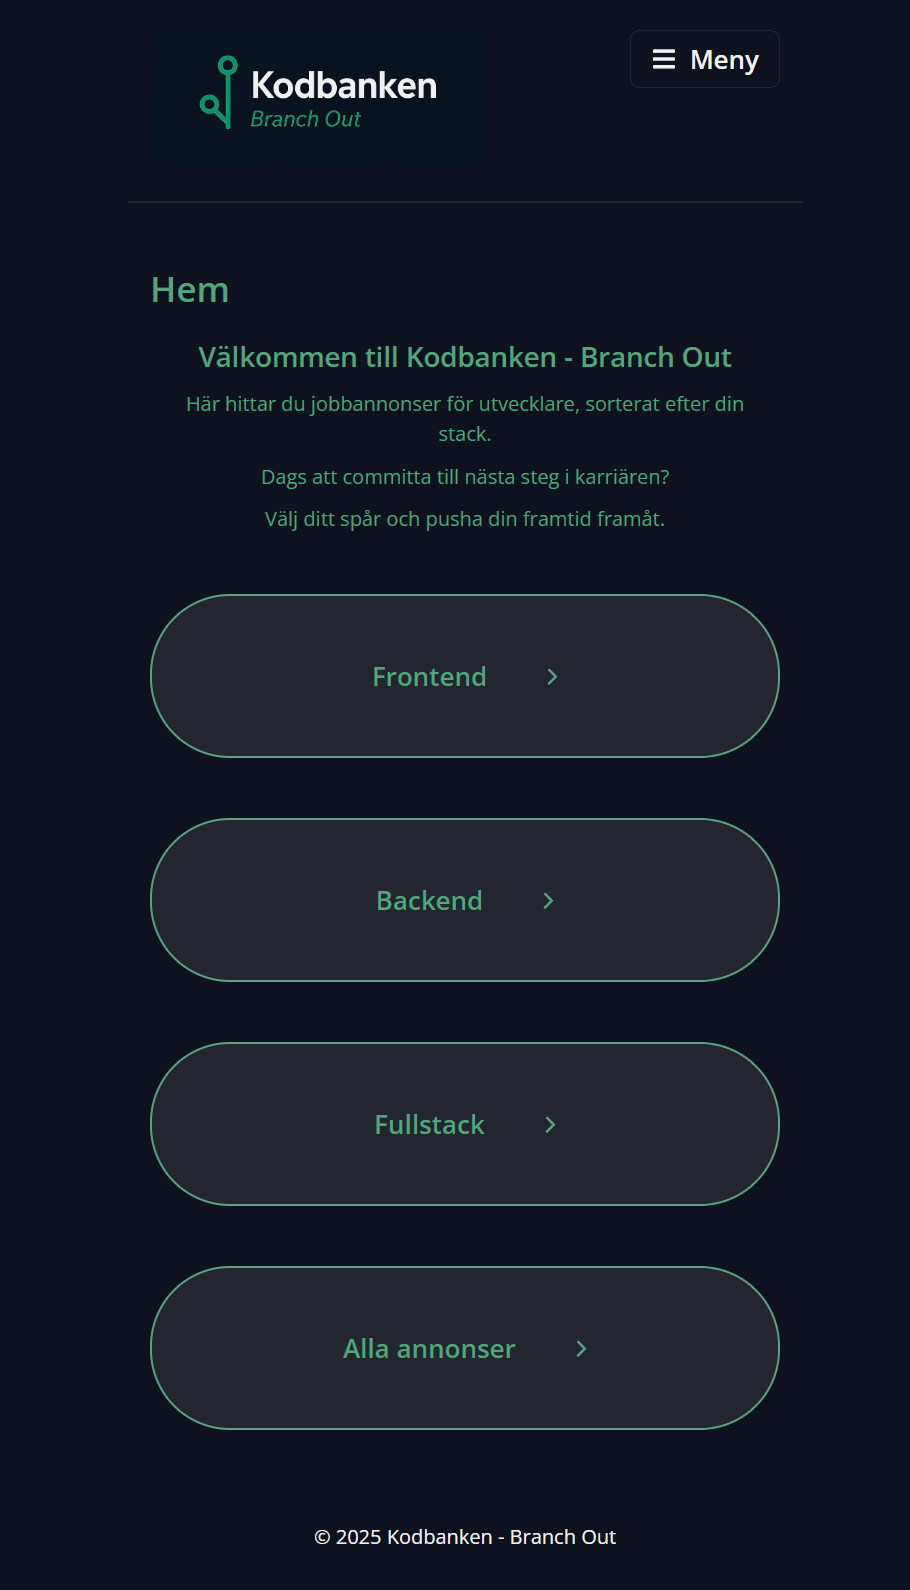 Kodbanken
Branch Out
Meny
Hem
Välkommen till Kodbanken - Branch Out
Här hittar du jobbannonser för utvecklare, sorterat efter din
stack.
Dags att committa till nästa steg i karriären?
Välj ditt spår och pusha din framtid framåt.
Frontend
Backend
Fullstack
Alla annonser
© 2025 Kodbanken - Branch Out